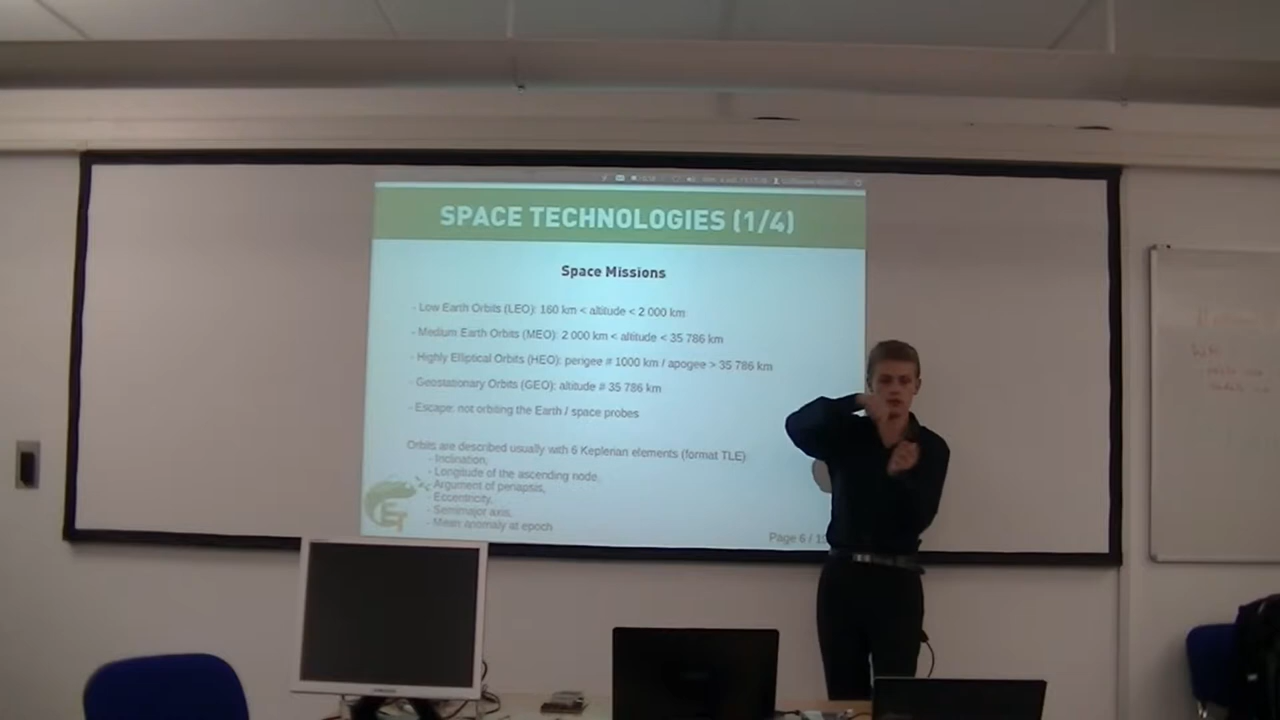 SPACE TECHNOLOGIES (1/4)
Space Missions
- Low Earth Orbits (LEO): 160 km < altitude < 2 000 km
- Medium Earth Orbits (MEO): 2 000 km < altitude < 35 786 km
- Highly Elliptical Orbits (HEO): perigee # 1000 km / apogee > 35 786 km
- Geostationary Orbits (GEO): altitude # 35 786 km
- Escape: not orbiting the Earth / space probes
Orbits are described usually with 6 Keplerian elements (format TLE)
- Inclination,
- Longitude of the ascending node,
- Argument of periapsis,
- Eccentricity,
- Semimajor axis,
- Mean anomaly at epoch
ET
Page 6 /